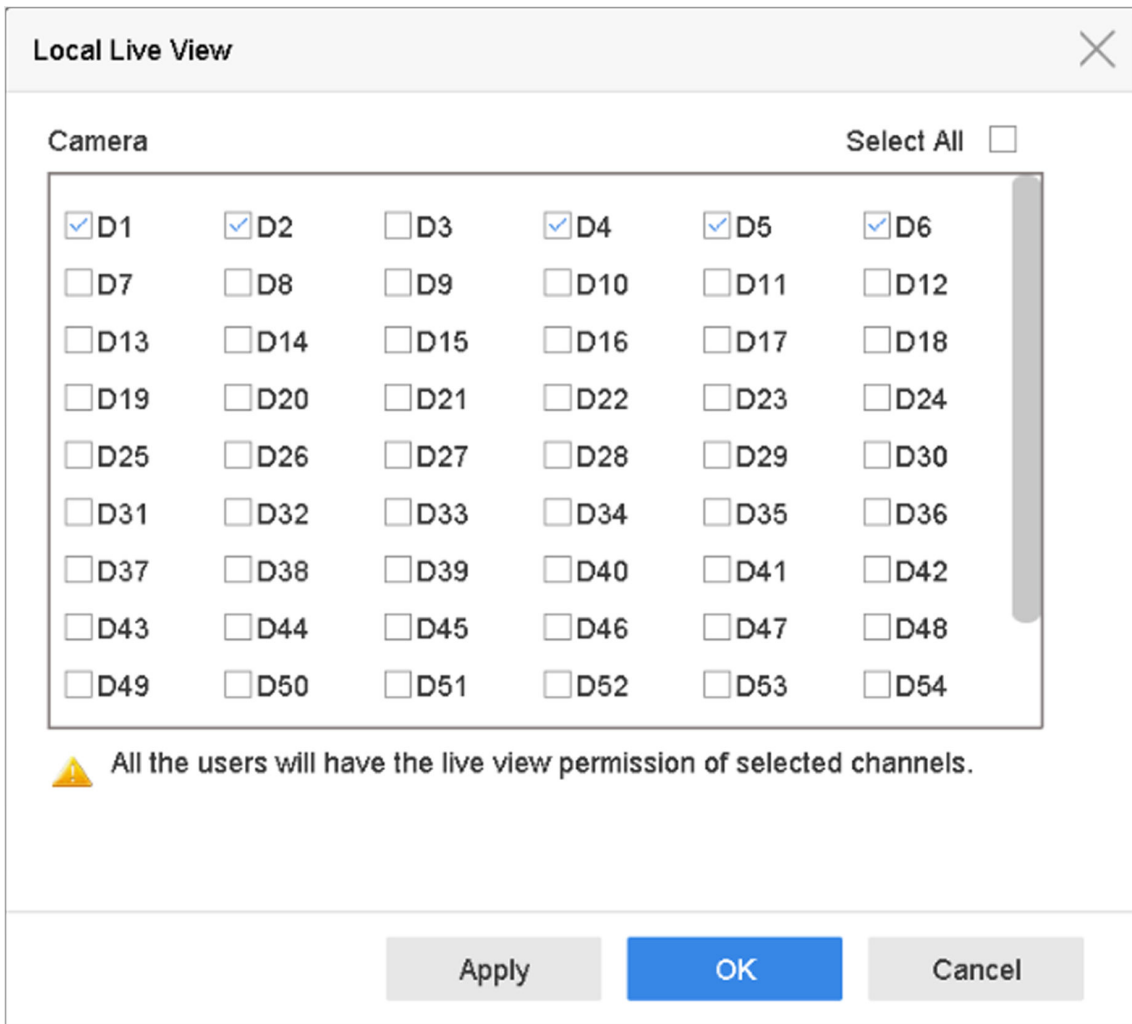 Local Live View
Camera Select All
D1 D2 D3 D4 D5 D6
D7 D8 D9 D10 D11 D12
D13 D14 D15 D16 D17 D18
D19 D20 D21 D22 D23 D24
D25 D26 D27 D28 D29 D30
D31 D32 D33 D34 D35 D36
D37 D38 D39 D40 D41 D42
D43 D44 D45 D46 D47 D48
D49 D50 D51 D52 D53 D54
All the users will have the live view permission of selected channels.
Apply OK Cancel